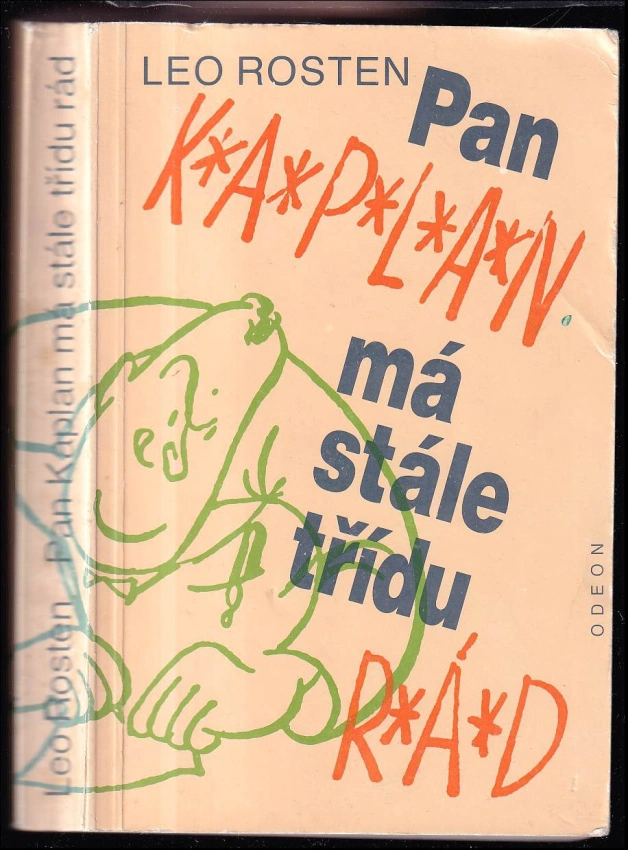 LEO ROSTEN
Pan
K*A*P*L*A*N
má
stále
třídu
R*Á*D
ODEON
Leo Rosten Pan Kaplan má stále třídu rád